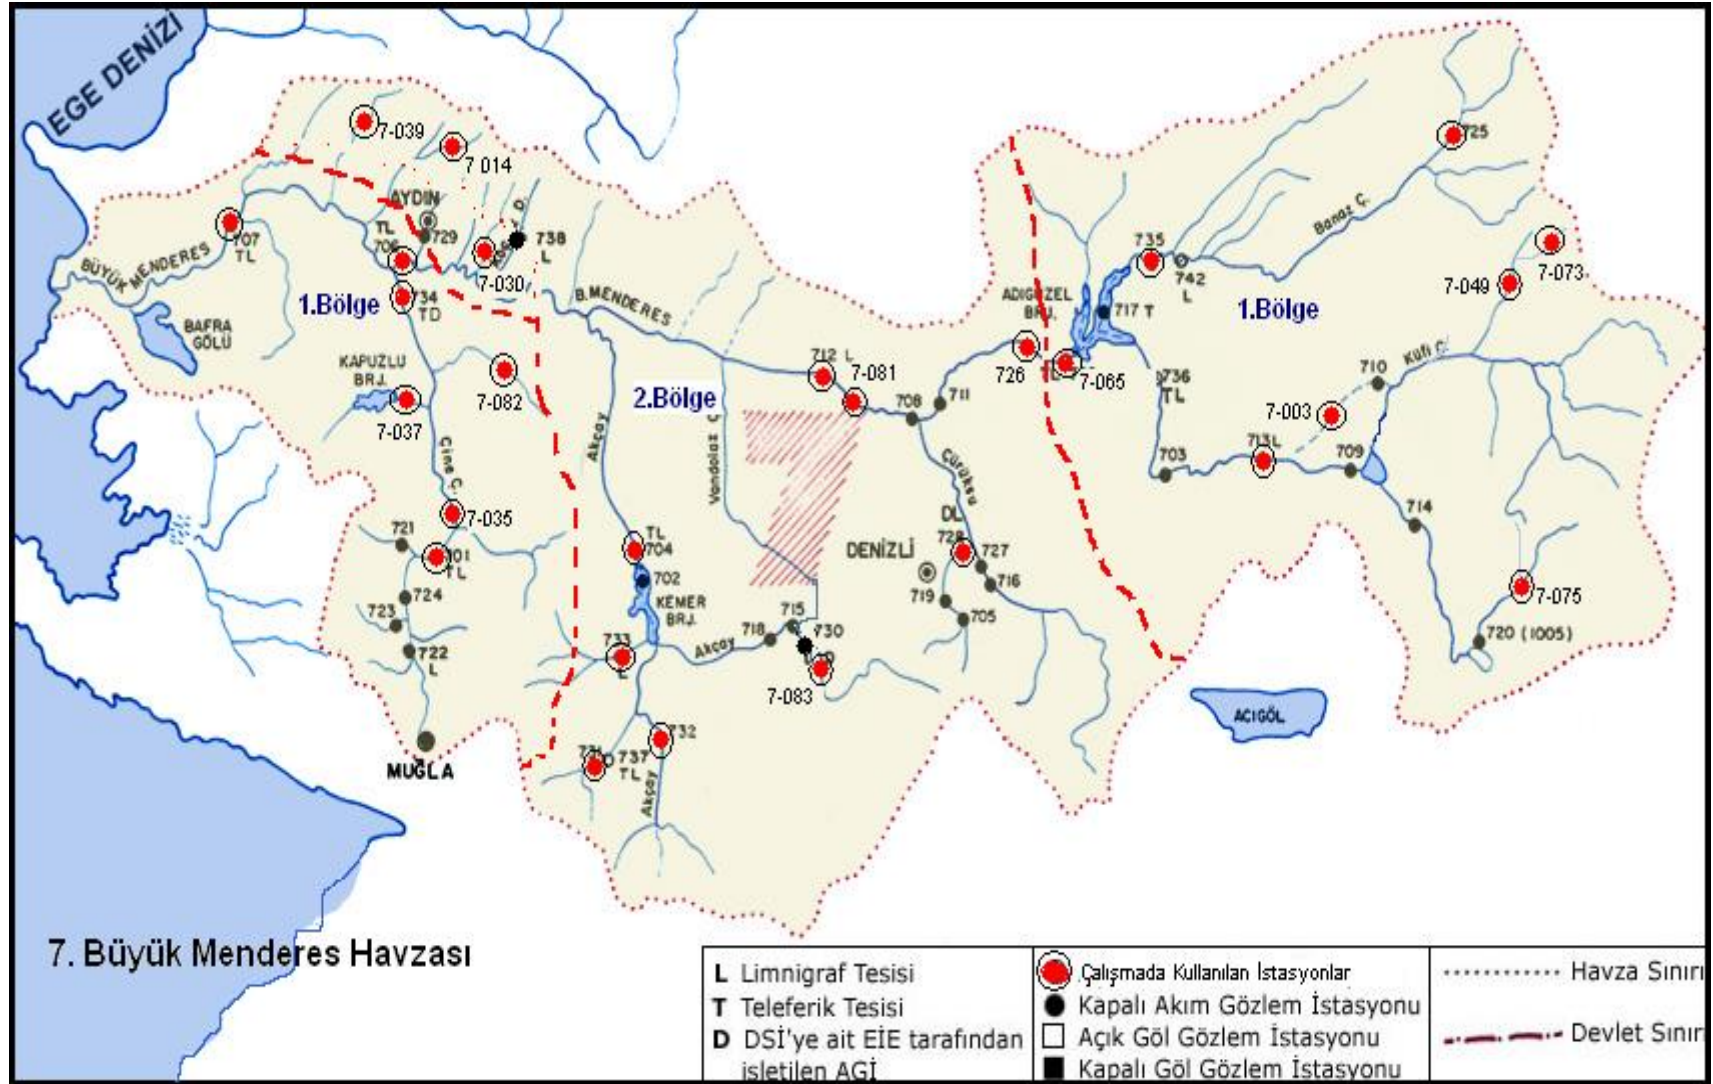 EGE DENİZİ
7-039
7 014
725
AYDIN
TL
729
706
707
TL
738
L
7-030
BÜYÜK MENDERES
B.MENDERES
1.Bölge
734
TD
BAFRA
GÖLÜ
KAPUZLU
BRJ.
7-037
7-082
Çine Ç.
7-035
721
701
TL
724
723
722
L
MUĞLA
2.Bölge
Akçay
Vandalaz Ç.
712 L
7-081
708
711
726
ADIGÜZEL
BRJ.
717 T
7-065
735
742
L
Banaz Ç.
1.Bölge
7-049
7-073
Küfi Ç.
710
736
TL
7-003
713L
703
709
714
7-075
720 (1005)
Çürüksu
DL
728
727
716
DENİZLİ
719
705
TL
704
702
KEMER
BRJ.
733
L
Akçay
718
715
730
7-083
732
731
737
TL
Akçay
ACIGÖL
7. Büyük Menderes Havzası
L Limnigraf Tesisi
T Teleferik Tesisi
D DSİ'ye ait EİE tarafından
işletilen AGİ
Çalışmada Kullanılan İstasyonlar
Kapalı Akım Gözlem İstasyonu
Açık Göl Gözlem İstasyonu
Kapalı Göl Gözlem İstasyonu
Havza Sınırı
Devlet Sınırı